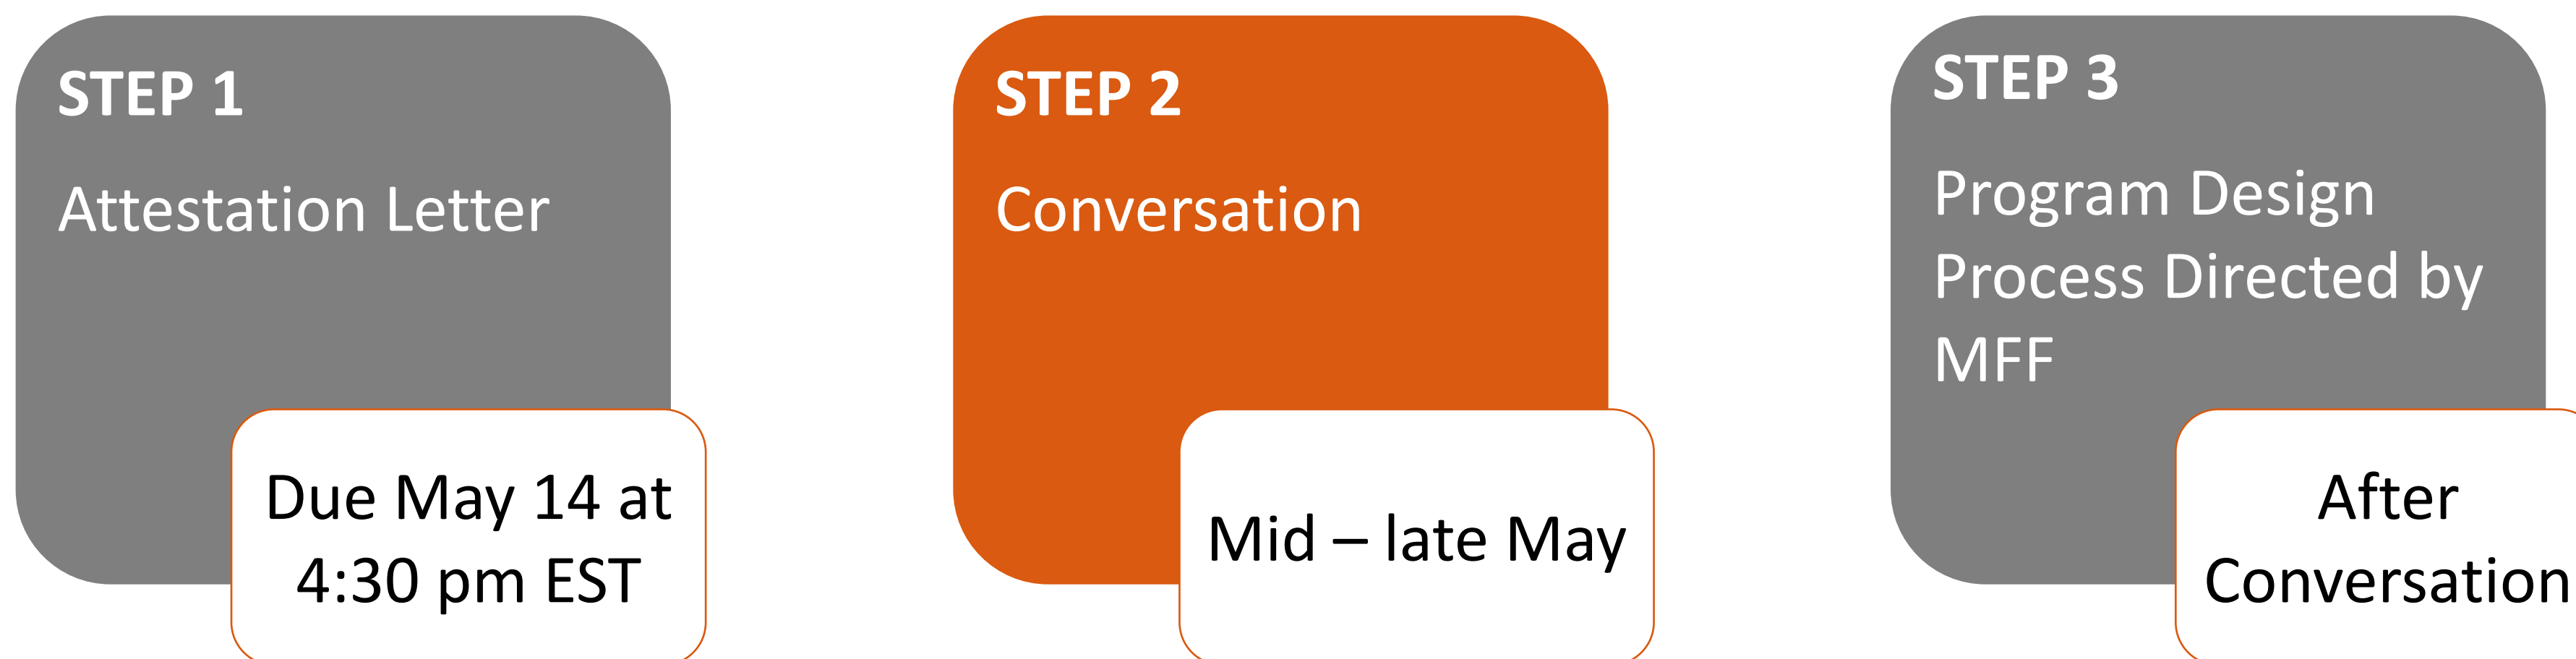 STEP 1
Attestation Letter
Due May 14 at
4:30 pm EST
STEP 2
Conversation
Mid – late May
STEP 3
Program Design
Process Directed by
MFF
After
Conversation